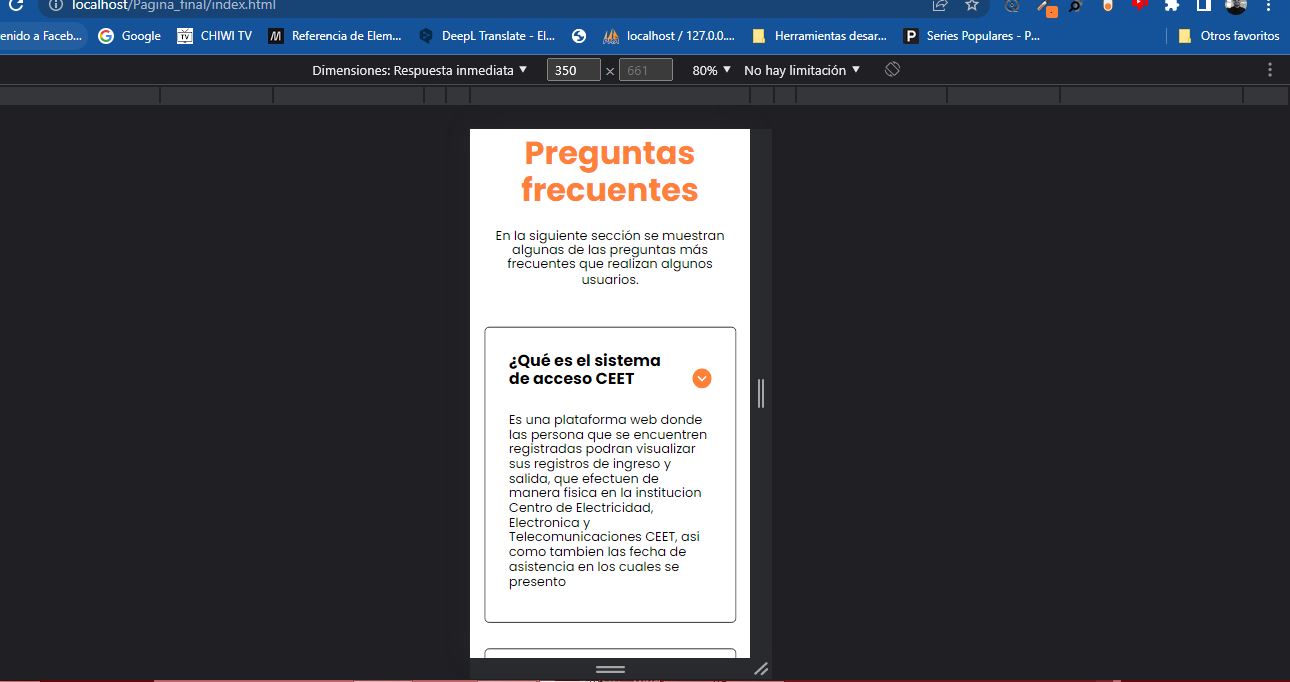 localhost/Pagina_final/index.html
enido a Faceb...
Google
CHIWI TV
Referencia de Elem...
DeepL Translate - El...
localhost / 127.0.0....
Herramientas desar...
Series Populares - P...
Otros favoritos
Dimensiones: Respuesta inmediata
350 × 661
80%
No hay limitación
Preguntas
frecuentes
En la siguiente sección se muestran
algunas de las preguntas más
frecuentes que realizan algunos
usuarios.
¿Qué es el sistema
de acceso CEET
Es una plataforma web donde
las persona que se encuentren
registradas podran visualizar
sus registros de ingreso y
salida, que efectuen de
manera fisica en la institucion
Centro de Electricidad,
Electronica y
Telecomunicaciones CEET, asi
como tambien las fecha de
asistencia en los cuales se
presento